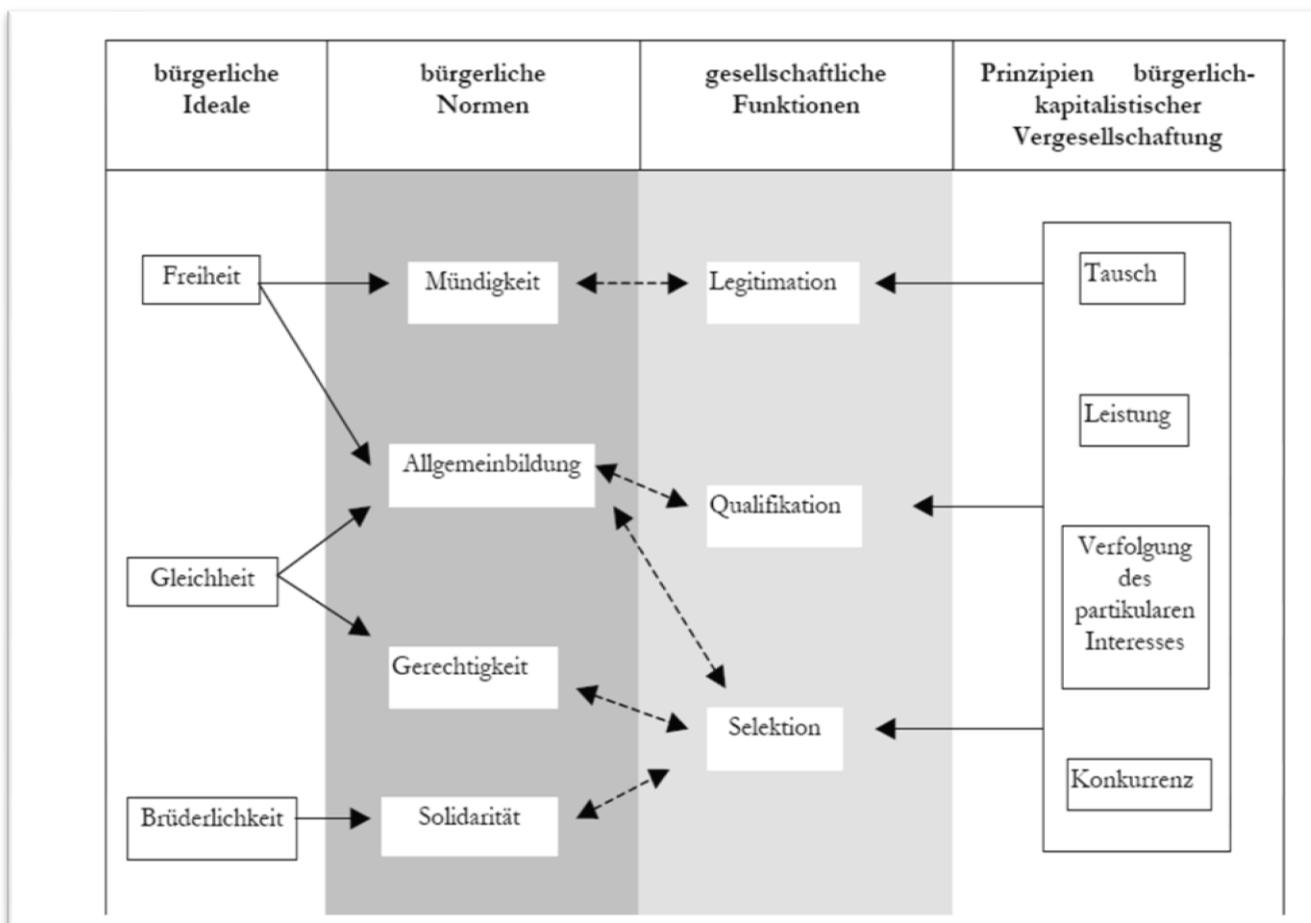 bürgerliche
Ideale
bürgerliche
Normen
gesellschaftliche
Funktionen
Prinzipien bürgerlich-
kapitalistischer
Vergesellschaftung
Freiheit
Mündigkeit
Legitimation
Tausch
Leistung
Allgemeinbildung
Qualifikation
Verfolgung
des
partikularen
Interesses
Gleichheit
Gerechtigkeit
Selektion
Konkurrenz
Brüderlichkeit
Solidarität